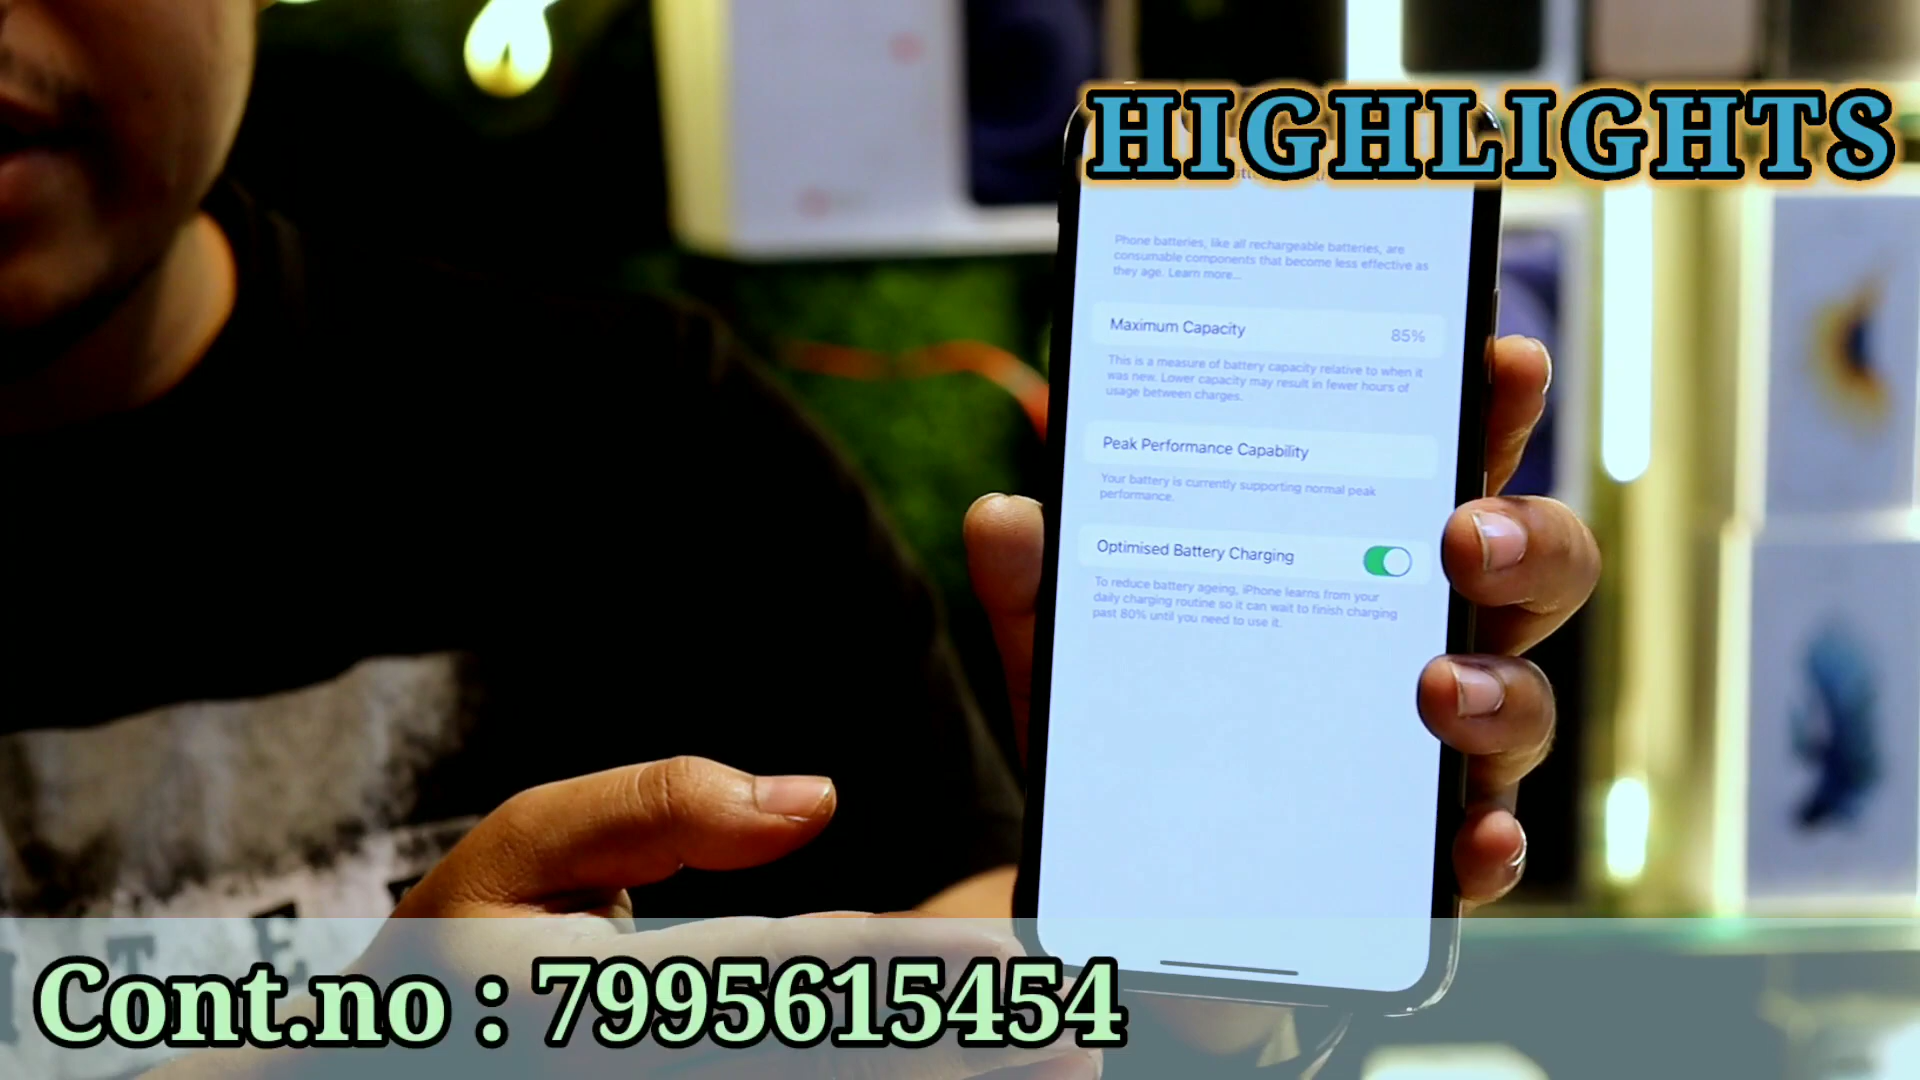 HIGHLIGHTS
Phone batteries, like all rechargeable batteries, are
consumable components that become less effective as
they age. Learn more...
Maximum Capacity 85%
This is a measure of battery capacity relative to when it
was new. Lower capacity may result in fewer hours of
usage between charges.
Peak Performance Capability
Your battery is currently supporting normal peak
performance.
Optimised Battery Charging
To reduce battery ageing, iPhone learns from your
daily charging routine so it can wait to finish charging
past 80% until you need to use it.
T E
Cont.no : 7995615454